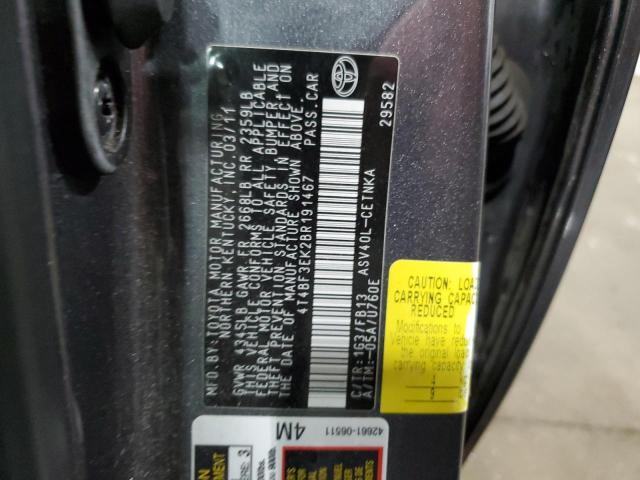 MFD. BY: TOYOTA MOTOR MANUFACTURING,
NORTHERN KENTUCKY, INC. 03/11
GVWR 4515LB GAWR FR 2668LB RR 2359LB
THIS VEHICLE CONFORMS TO ALL APPLICABLE
FEDERAL MOTOR VEHICLE SAFETY, BUMPER, AND
THEFT PREVENTION STANDARDS IN EFFECT ON
THE DATE OF MANUFACTURE SHOWN ABOVE.
4T4BF3EK2BR191467 PASS. CAR
C/TR:1G3/FB13 ASV40L-CETNKA
A/TM:-05A/U760E
29582
CAUTION: LOA
CARRYING CAPAC
REDUCED
Modifications to
vehicle have
the original loa
carrying capacity
42661-06511
4M